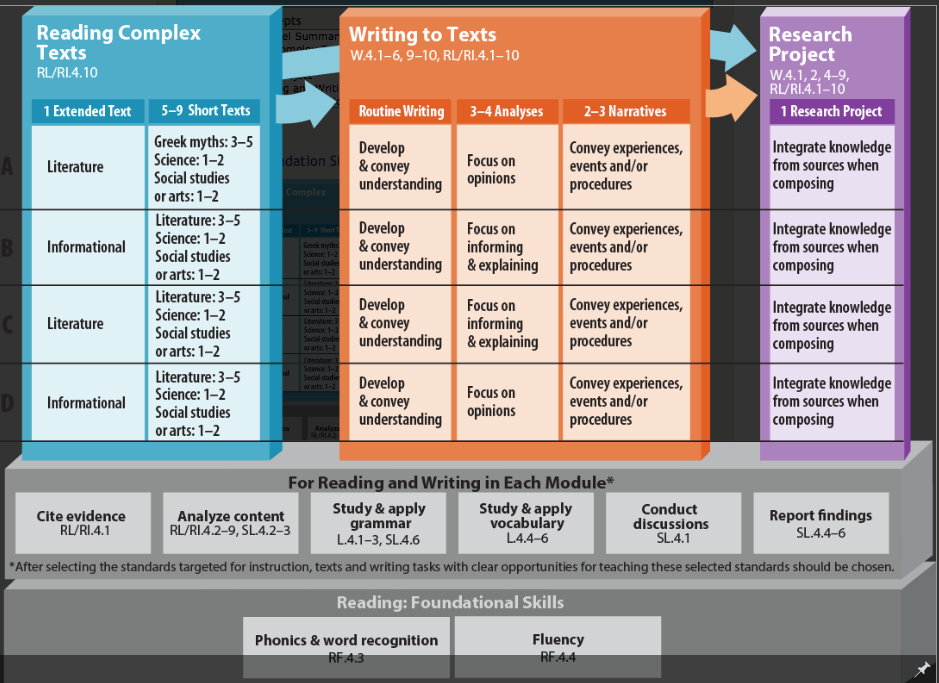 Reading Complex
Texts
RL/RI.4.10
1 Extended Text
5–9 Short Texts
Writing to Texts
W.4.1–6, 9–10, RL/RI.4.1–10
Routine Writing
3–4 Analyses
2–3 Narratives
Research
Project
W.4.1, 2, 4–9,
RL/RI.4.1–10
1 Research Project
A
Literature
Greek myths: 3–5
Science: 1–2
Social studies
or arts: 1–2
Develop
& convey
understanding
Focus on
opinions
Convey experiences,
events and/or
procedures
Integrate knowledge
from sources when
composing
B
Informational
Literature: 3–5
Science: 1–2
Social studies
or arts: 1–2
Develop
& convey
understanding
Focus on
informing
& explaining
Convey experiences,
events and/or
procedures
Integrate knowledge
from sources when
composing
C
Literature
Literature: 3–5
Science: 1–2
Social studies
or arts: 1–2
Develop
& convey
understanding
Focus on
informing
& explaining
Convey experiences,
events and/or
procedures
Integrate knowledge
from sources when
composing
D
Informational
Literature: 3–5
Science: 1–2
Social studies
or arts: 1–2
Develop
& convey
understanding
Focus on
opinions
Convey experiences,
events and/or
procedures
Integrate knowledge
from sources when
composing
For Reading and Writing in Each Module*
Cite evidence
RL/RI.4.1
Analyze content
RL/RI.4.2–9, SL.4.2–3
Study & apply
grammar
L.4.1–3, SL.4.6
Study & apply
vocabulary
L.4.4–6
Conduct
discussions
SL.4.1
Report findings
SL.4.4–6
*After selecting the standards targeted for instruction, texts and writing tasks with clear opportunities for teaching these selected standards should be chosen.
Reading: Foundational Skills
Phonics & word recognition
RF.4.3
Fluency
RF.4.4